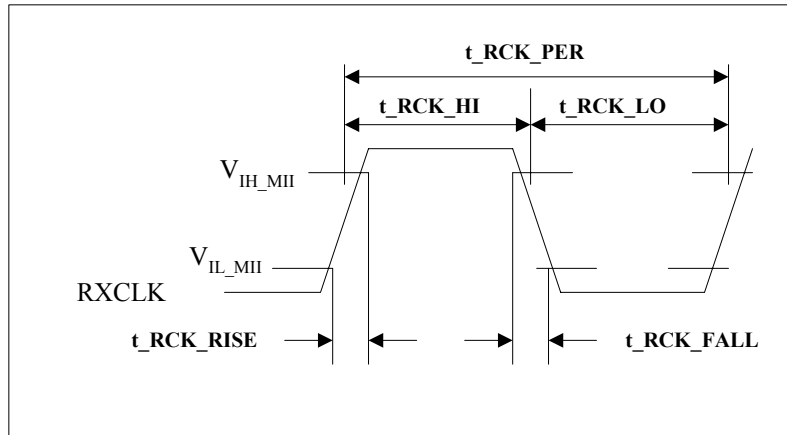 t_RCK_PER
t_RCK_HI
t_RCK_LO
V_IH_MII
V_IL_MII
RXCLK
t_RCK_RISE
t_RCK_FALL